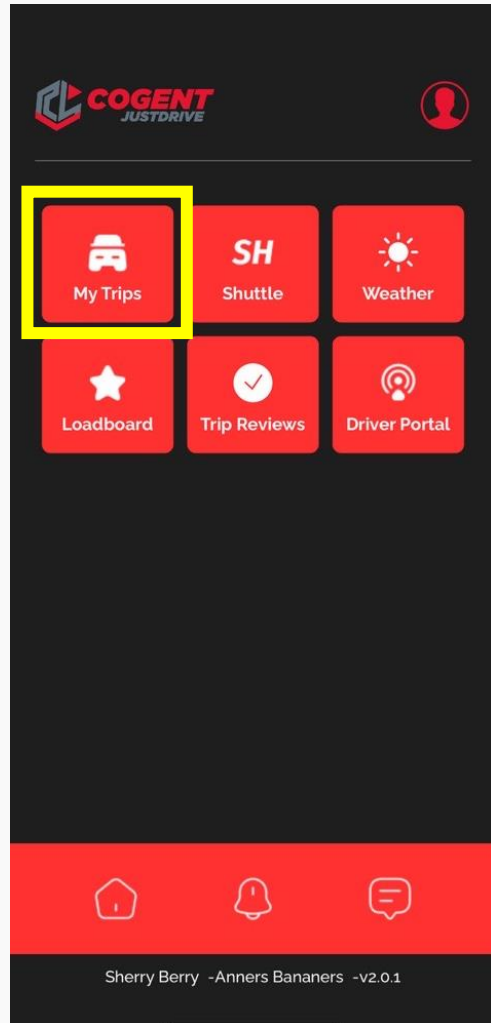 COGENT
JUSTDRIVE
My Trips
SH
Shuttle
Weather
Loadboard
Trip Reviews
Driver Portal
Sherry Berry -Anners Bananers -v2.0.1